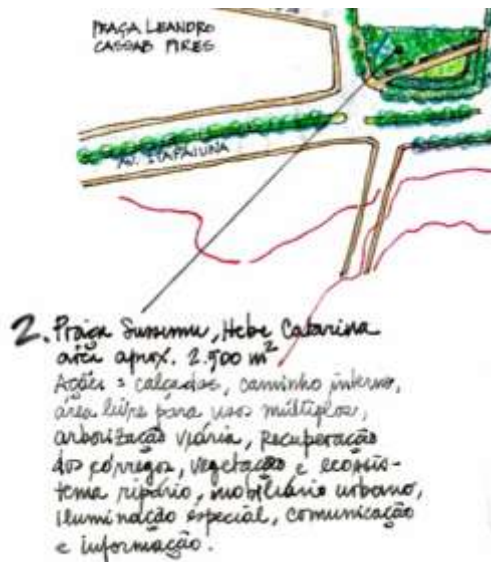 PRAÇA LEANDRO
CASSAB PIRES
AV. ITAPAIUNA
2. Praça Sussumu, Hebe Catarina
área aprox. 2.500 m²
Ações: calçadas, caminho interno,
área livre para usos múltiplos,
arborização viária, recuperação
dos córregos, vegetação e ecossis-
tema ripário, mobiliário urbano,
iluminação especial, comunicação
e informação.